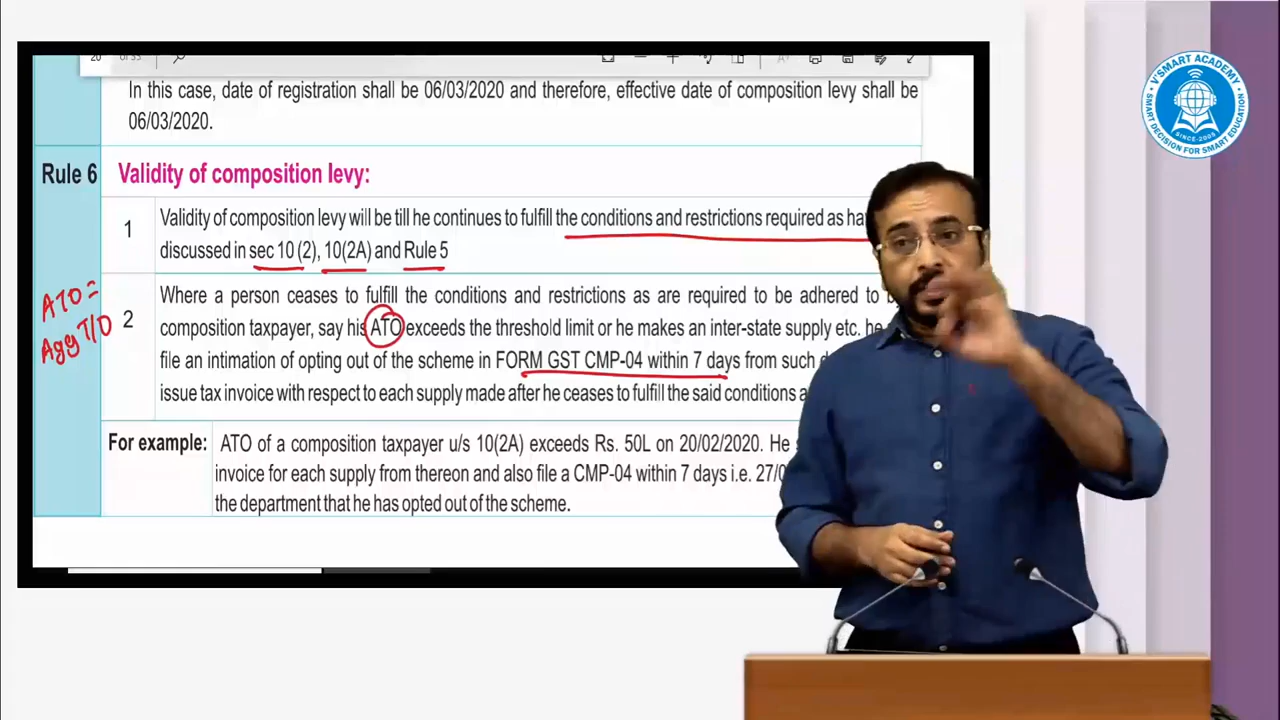 20 of 55
In this case, date of registration shall be 06/03/2020 and therefore, effective date of composition levy shall be
06/03/2020.
Rule 6 Validity of composition levy:
1 Validity of composition levy will be till he continues to fulfill the conditions and restrictions required as
discussed in sec 10 (2), 10(2A) and Rule 5
2 Where a person ceases to fulfill the conditions and restrictions as are required to be adhered to
composition taxpayer, say his ATO exceeds the threshold limit or he makes an inter-state supply etc. he
file an intimation of opting out of the scheme in FORM GST CMP-04 within 7 days from such
issue tax invoice with respect to each supply made after he ceases to fulfill the said conditions
ATO =
Agg T/O
For example: ATO of a composition taxpayer u/s 10(2A) exceeds Rs. 50L on 20/02/2020. He
invoice for each supply from thereon and also file a CMP-04 within 7 days i.e. 27/0
the department that he has opted out of the scheme.
V'SMART ACADEMY
SINCE-2005
SMART DECISION FOR SMART EDUCATION